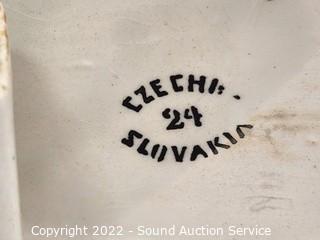 CZECHO.
24
SLOVAKIA
Copyright 2022 - Sound Auction Service